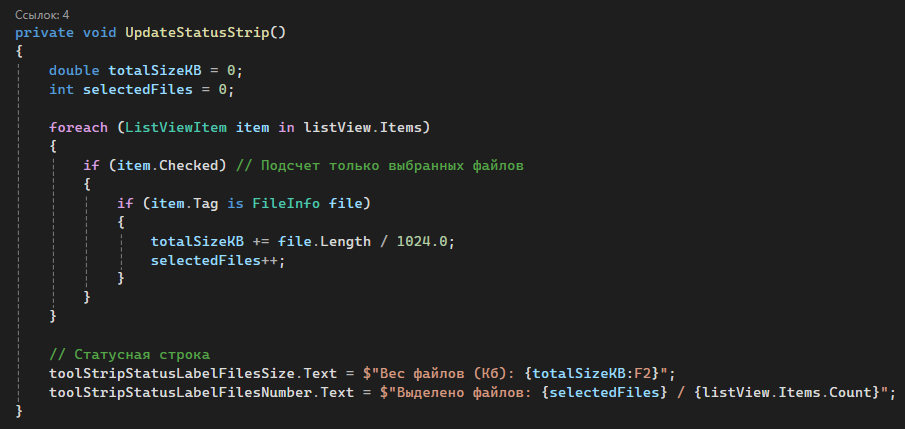 Ссылок: 4
private void UpdateStatusStrip()
{
    double totalSizeKB = 0;
    int selectedFiles = 0;

    foreach (ListViewItem item in listView.Items)
    {
        if (item.Checked) // Подсчет только выбранных файлов
        {
            if (item.Tag is FileInfo file)
            {
                totalSizeKB += file.Length / 1024.0;
                selectedFiles++;
            }
        }
    }

    // Статусная строка
    toolStripStatusLabelFilesSize.Text = $"Вес файлов (Кб): {totalSizeKB:F2}";
    toolStripStatusLabelFilesNumber.Text = $"Выделено файлов: {selectedFiles} / {listView.Items.Count}";
}